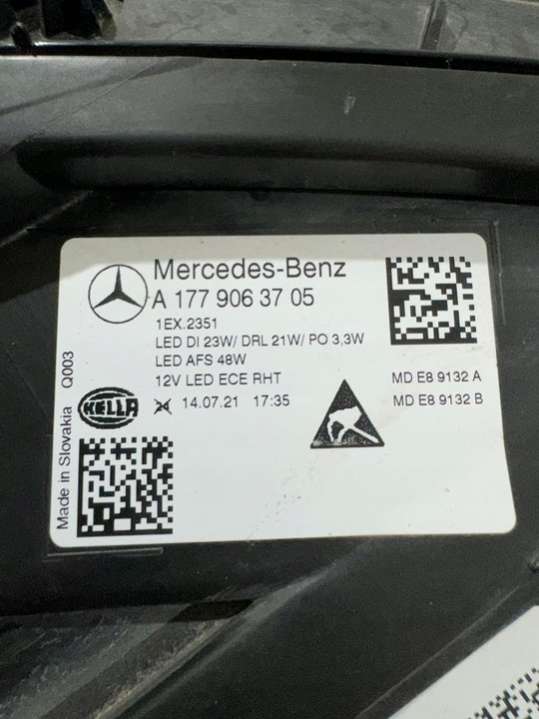 Mercedes-Benz
A 177 906 37 05
1EX.2351
LED DI 23W/ DRL 21W/ PO 3,3W
LED AFS 48W
12V LED ECE RHT
14.07.21 17:35
MD E8 9132 A
MD E8 9132 B
HELLA
Made in Slovakia Q003